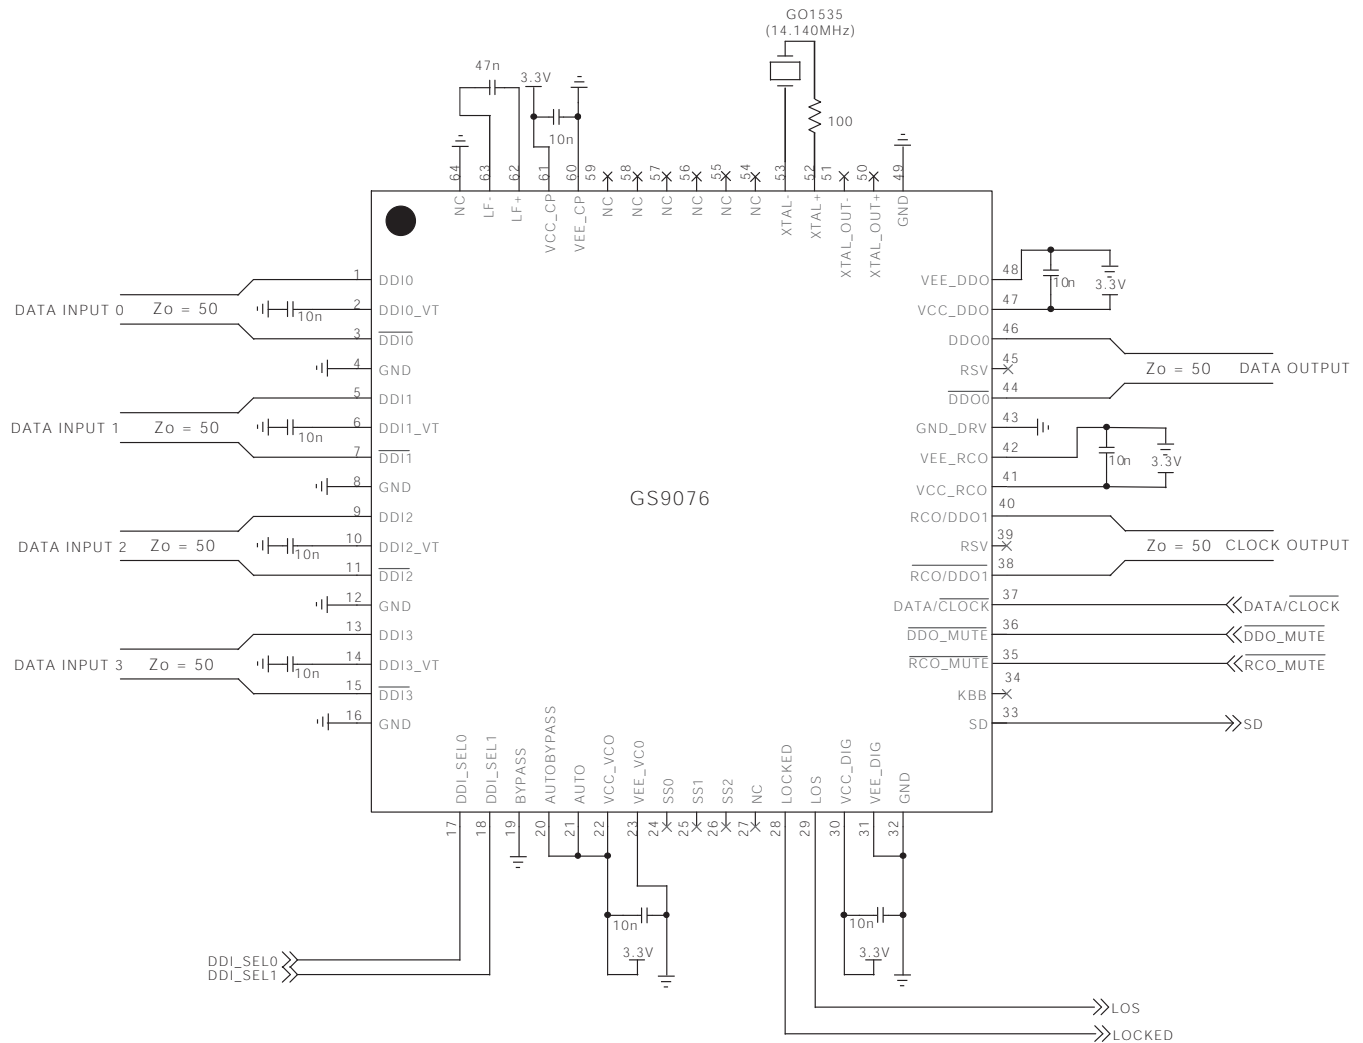 GO1535
(14.140MHz)
47n
3.3V
10n
100
64
63
62
61
60
59
58
57
56
55
54
53
52
51
50
49
NC
LF-
LF+
VCC_CP
VEE_CP
NC
NC
NC
NC
NC
NC
XTAL-
XTAL+
XTAL_OUT-
XTAL_OUT+
GND
DATA INPUT 0
Zo = 50
10n
1
DDI0
2
DDI0_VT
3
DDI0
4
GND
DATA INPUT 1
Zo = 50
10n
5
DDI1
6
DDI1_VT
7
DDI1
8
GND
DATA INPUT 2
Zo = 50
10n
9
DDI2
10
DDI2_VT
11
DDI2
12
GND
DATA INPUT 3
Zo = 50
10n
13
DDI3
14
DDI3_VT
15
DDI3
16
GND
GS9076
VEE_DDO
48
10n
3.3V
VCC_DDO
47
DDO0
46
RSV
45
Zo = 50
DATA OUTPUT
DDO0
44
GND_DRV
43
VEE_RCO
42
10n
3.3V
VCC_RCO
41
RCO/DDO1
40
RSV
39
Zo = 50
CLOCK OUTPUT
RCO/DDO1
38
DATA/CLOCK
37
DATA/CLOCK
DDO_MUTE
36
DDO_MUTE
RCO_MUTE
35
RCO_MUTE
KBB
34
SD
33
SD
DDI_SEL0
DDI_SEL1
BYPASS
AUTOBYPASS
AUTO
VCC_VCO
VEE_VC0
SS0
SS1
SS2
NC
LOCKED
LOS
VCC_DIG
VEE_DIG
GND
17
18
19
20
21
22
23
24
25
26
27
28
29
30
31
32
10n
3.3V
10n
3.3V
DDI_SEL0
DDI_SEL1
LOS
LOCKED